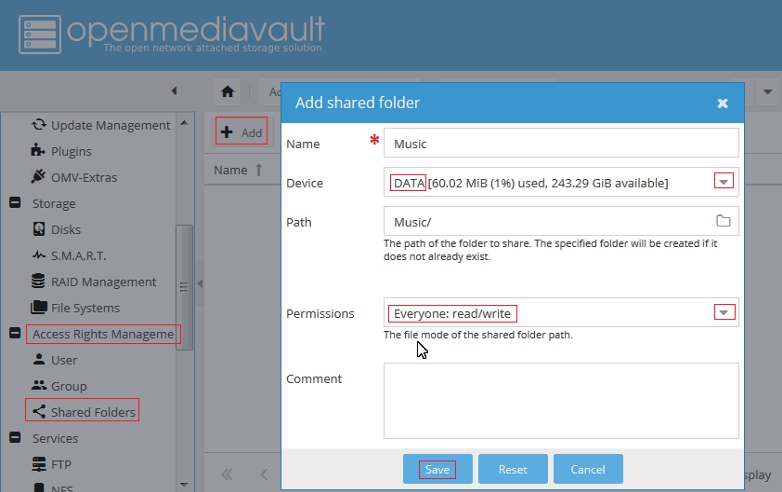 openmediavault
The open network attached storage solution
Update Management
Plugins
OMV-Extras
Storage
Disks
S.M.A.R.T.
RAID Management
File Systems
Access Rights Manageme
User
Group
Shared Folders
Services
FTP
NFS
Add
Name
Add shared folder
Name * Music
Device DATA [60.02 MiB (1%) used, 243.29 GiB available]
Path Music/
The path of the folder to share. The specified folder will be created if it
does not already exist.
Permissions Everyone: read/write
The file mode of the shared folder path.
Comment
Save Reset Cancel
splay